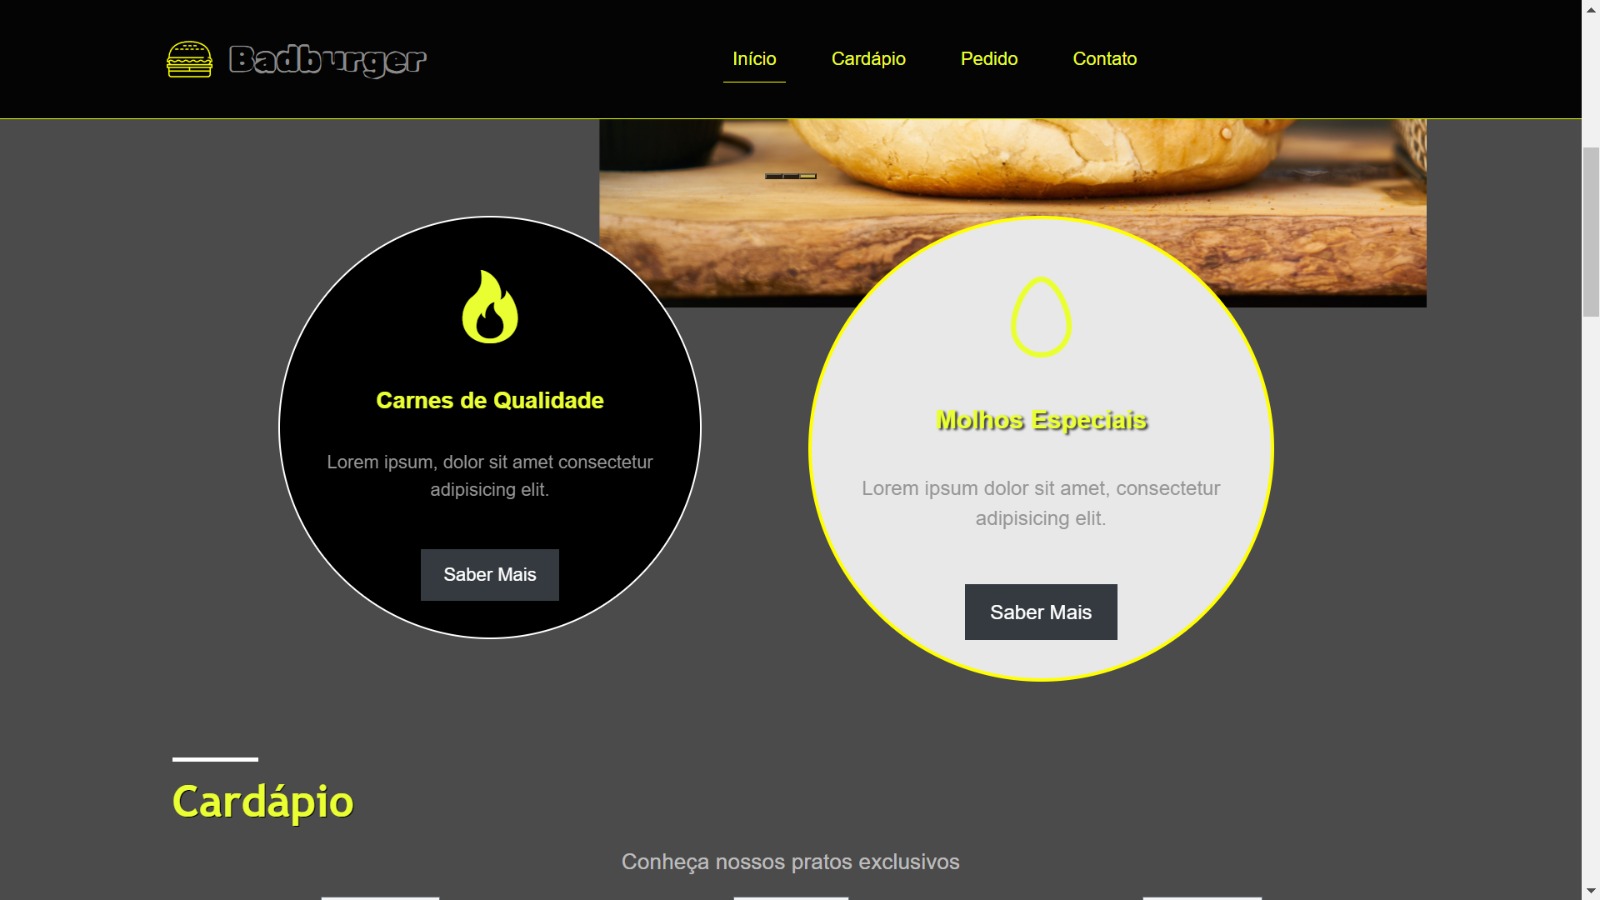 Badburger
Início
Cardápio
Pedido
Contato
Carnes de Qualidade
Lorem ipsum, dolor sit amet consectetur
adipisicing elit.
Saber Mais
Molhos Especiais
Lorem ipsum dolor sit amet, consectetur
adipisicing elit.
Saber Mais
Cardápio
Conheça nossos pratos exclusivos